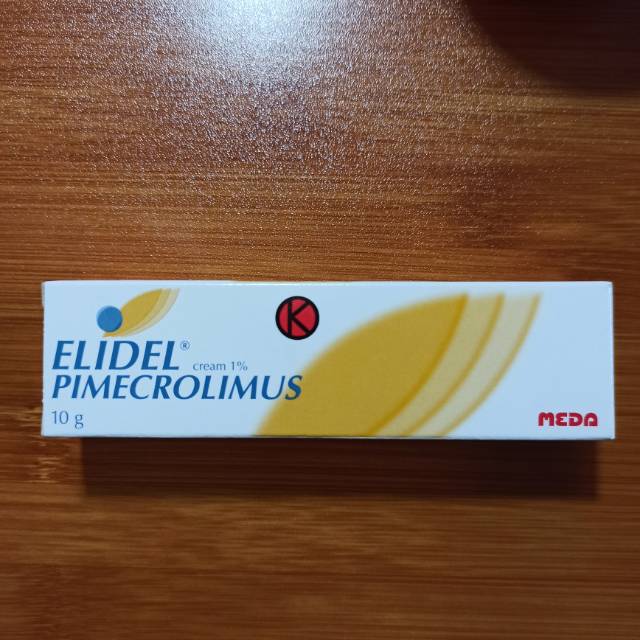 ELIDEL® cream 1%
PIMECROLIMUS
10 g
K
MEDA